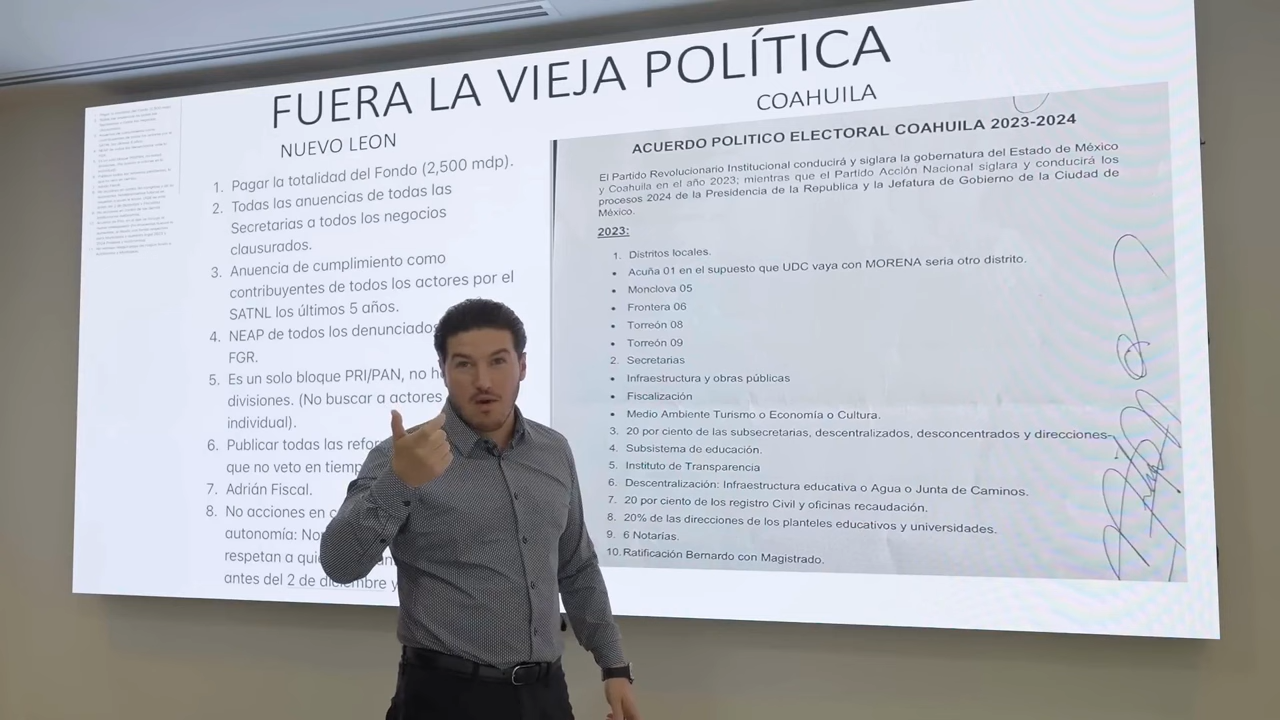 FUERA LA VIEJA POLÍTICA
NUEVO LEON
1. Pagar la totalidad del Fondo (2,500 mdp).
2. Todas las anuencias de todas las
Secretarias a todos los negocios
clausurados.
3. Anuencia de cumplimiento como
contribuyentes de todos los actores por el
SATNL los últimos 5 años.
4. NEAP de todos los denunciados
FGR.
5. Es un solo bloque PRI/PAN, no
divisiones. (No buscar a actores
individual).
6. Publicar todas las
que no veto en
7. Adrián Fiscal.
8. No acciones en
autonomía:
respetan a
antes del 2 de diciembre y
COAHUILA
ACUERDO POLITICO ELECTORAL COAHUILA 2023-2024
El Partido Revolucionario Institucional conducirá y siglara la gobernatura del Estado de México
y Coahuila en el año 2023; mientras que el Partido Acción Nacional siglara y conducirá los
procesos 2024 de la Presidencia de la Republica y la Jefatura de Gobierno de la Ciudad de
México.
2023:
1. Distritos locales.
• Acuña 01 en el supuesto que UDC vaya con MORENA seria otro distrito.
• Monclova 05
• Frontera 06
• Torreón 08
• Torreón 09
2. Secretarias
• Infraestructura y obras públicas
• Fiscalización
• Medio Ambiente Turismo o Economía o Cultura.
3. 20 por ciento de las subsecretarias, descentralizados, desconcentrados y direcciones
4. Subsistema de educación.
5. Instituto de Transparencia
6. Descentralización: Infraestructura educativa o Agua o Junta de Caminos.
7. 20 por ciento de los registro Civil y oficinas recaudación.
8. 20% de las direcciones de los planteles educativos y universidades.
9. 6 Notarías.
10. Ratificación Bernardo con Magistrado.